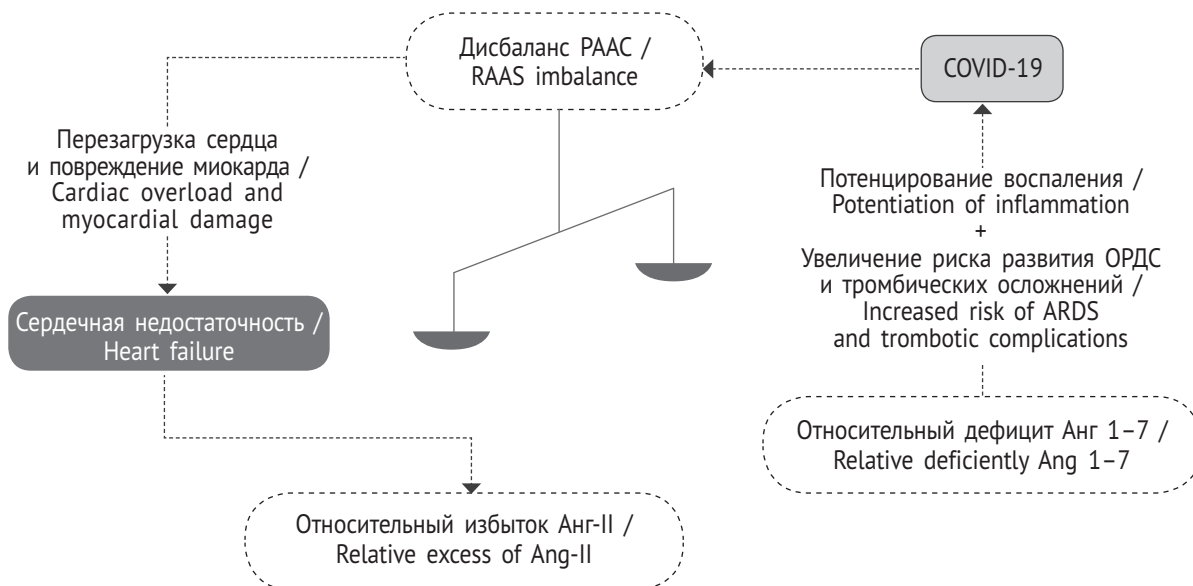 Дисбаланс РААС /
RAAS imbalance
COVID-19
Перезагрузка сердца
и повреждение миокарда /
Cardiac overload and
myocardial damage
Потенцирование воспаления /
Potentiation of inflammation
+
Увеличение риска развития ОРДС
и тромбических осложнений /
Increased risk of ARDS
and trombotic complications
Сердечная недостаточность /
Heart failure
Относительный дефицит Анг 1–7 /
Relative deficiently Ang 1–7
Относительный избыток Анг-II /
Relative excess of Ang-II